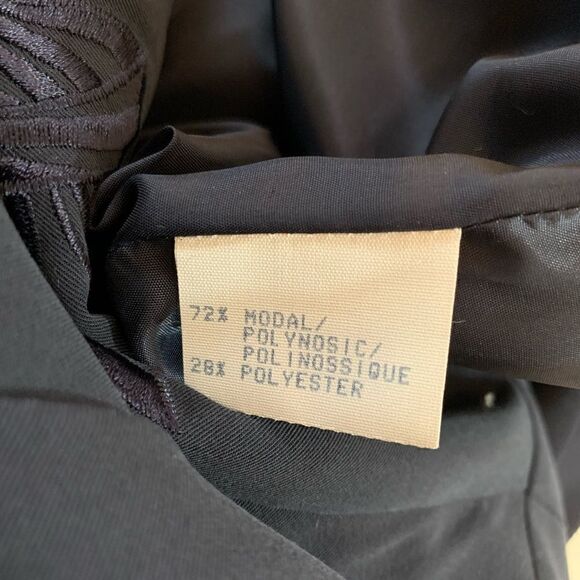 72% MODAL/
POLYNOSIC/
POLINOSSIQUE
28% POLYESTER